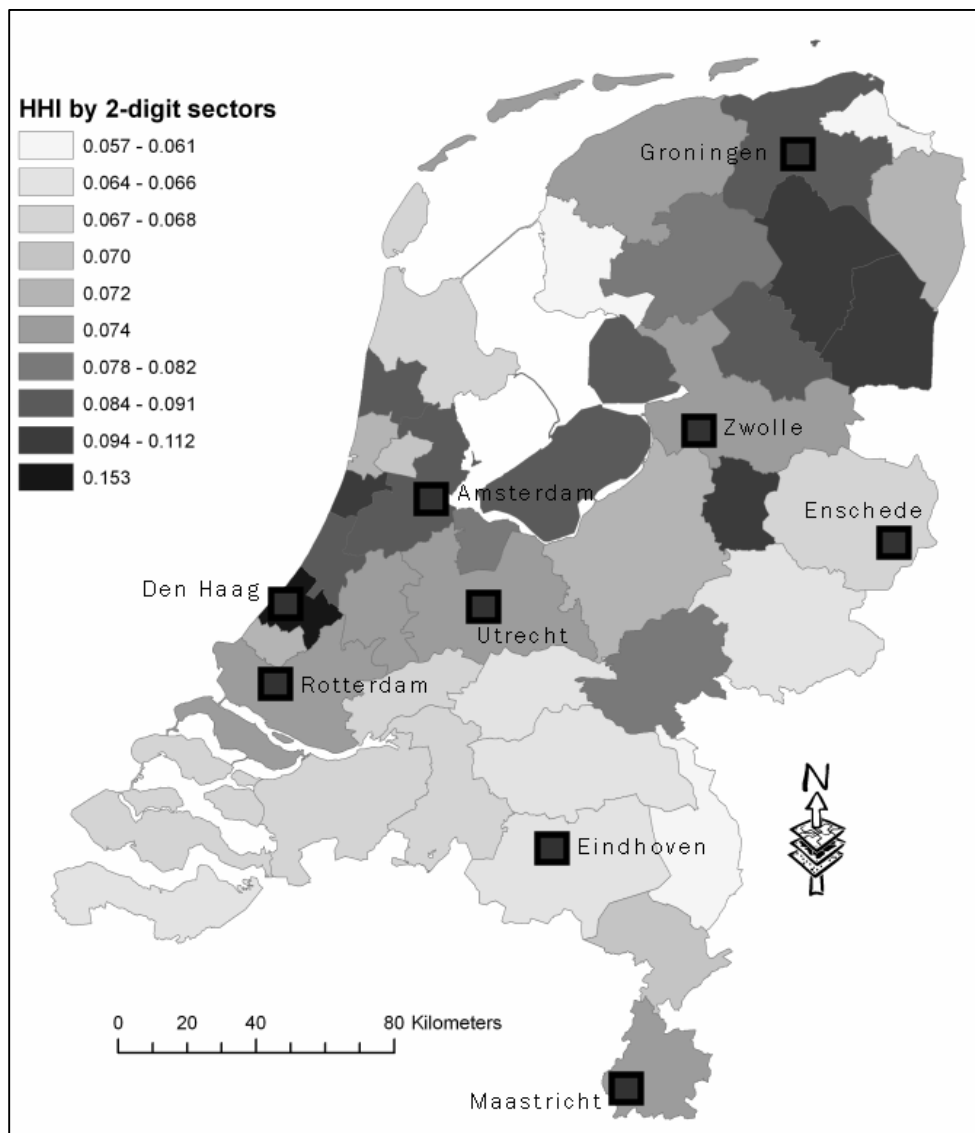 HHI by 2-digit sectors
0.057 - 0.061
0.064 - 0.066
0.067 - 0.068
0.070
0.072
0.074
0.078 - 0.082
0.084 - 0.091
0.094 - 0.112
0.153
Groningen
Zwolle
Amsterdam
Enschede
Den Haag
Utrecht
Rotterdam
N
Eindhoven
0 20 40 80 Kilometers
Maastricht